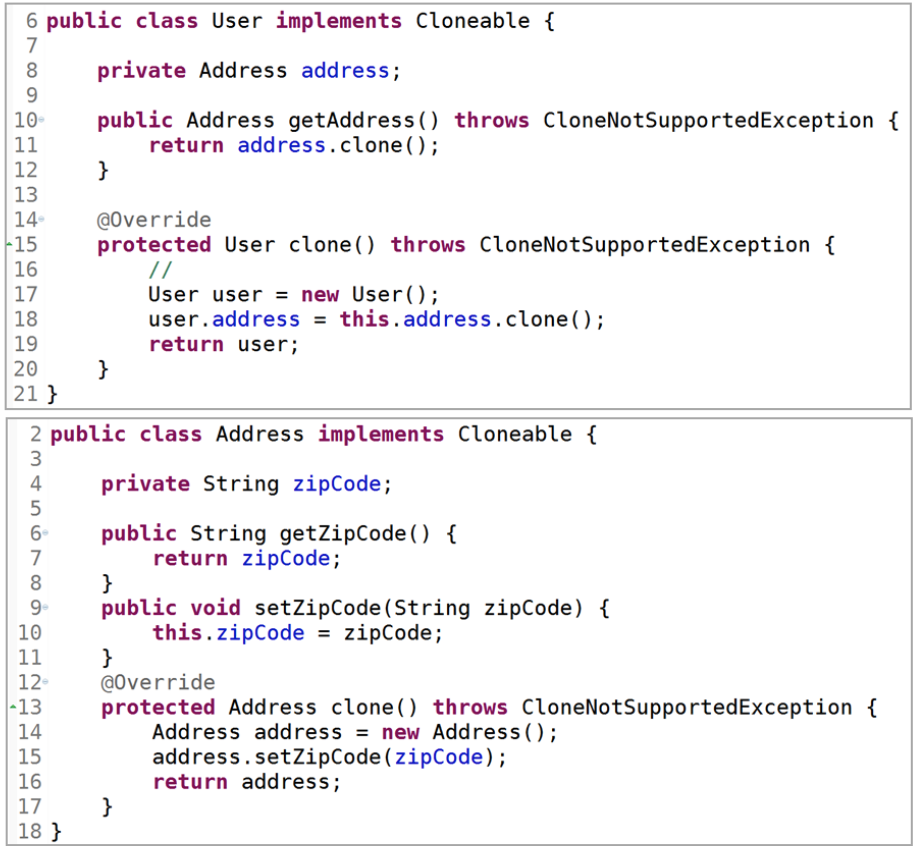 6 public class User implements Cloneable {
7
8     private Address address;
9
10     public Address getAddress() throws CloneNotSupportedException {
11         return address.clone();
12     }
13
14     @Override
15     protected User clone() throws CloneNotSupportedException {
16         //
17         User user = new User();
18         user.address = this.address.clone();
19         return user;
20     }
21 }
2 public class Address implements Cloneable {
3
4     private String zipCode;
5
6     public String getZipCode() {
7         return zipCode;
8     }
9     public void setZipCode(String zipCode) {
10         this.zipCode = zipCode;
11     }
12     @Override
13     protected Address clone() throws CloneNotSupportedException {
14         Address address = new Address();
15         address.setZipCode(zipCode);
16         return address;
17     }
18 }